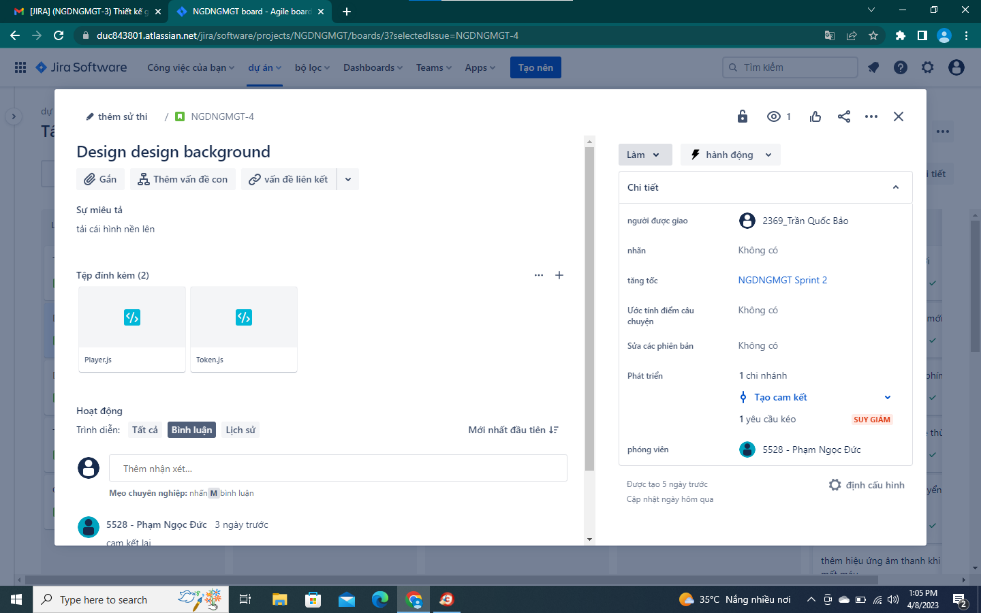 [JIRA] (NGDNGMGT-3) Thiết kế g
NGDNGMGT board - Agile board
duc843801.atlassian.net/jira/software/projects/NGDNGMGT/boards/3?selectedIssue=NGDNGMGT-4
Jira Software
Công việc của bạn
dự án
bộ lọc
Dashboards
Teams
Apps
Tạo nên
Tìm kiếm
thêm sử thi / NGDNGMGT-4
1
Design design background
Gắn
Thêm vấn đề con
vấn đề liên kết
Sự miêu tả
tải cái hình nền lên
Tệp đính kèm (2)
Player.js
Token.js
Hoạt động
Trình diễn:
Tất cả
Bình luận
Lịch sử
Mới nhất đầu tiên
Thêm nhận xét...
Mẹo chuyên nghiệp: nhấn M bình luận
5528 - Phạm Ngọc Đức 3 ngày trước
cam kết lại
Làm
hành động
Chi tiết
người được giao
2369_Trần Quốc Bảo
nhãn
Không có
tăng tốc
NGDNGMGT Sprint 2
Ước tính điểm câu
chuyện
Không có
Sửa các phiên bản
Không có
Phát triển
1 chi nhánh
Tạo cam kết
1 yêu cầu kéo
SUY GIẢM
phóng viên
5528 - Phạm Ngọc Đức
Được tạo 5 ngày trước
Cập nhật ngày hôm qua
định cấu hình
thêm hiệu ứng âm thanh khi
Type here to search
35°C Nắng nhiều nơi
1:05 PM
4/8/2023
2